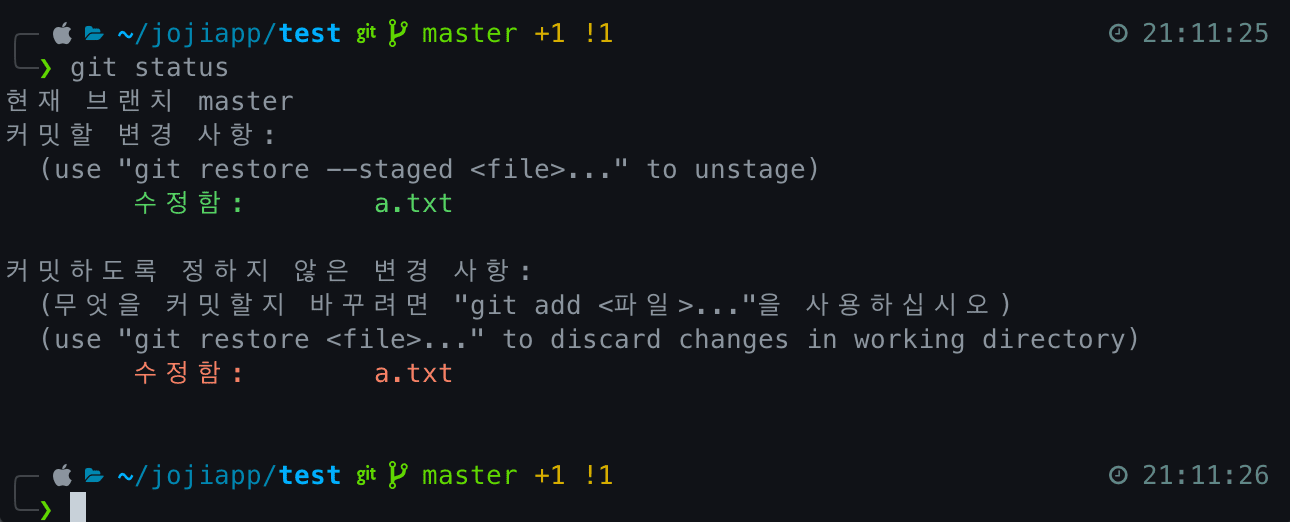 ~/jojiapp/test git master +1 !1 21:11:25
❯ git status
현재 브랜치 master
커밋할 변경 사항:
(use "git restore --staged <file>..." to unstage)
수정함: a.txt
커밋하도록 정하지 않은 변경 사항:
(무엇을 커밋할지 바꾸려면 "git add <파일>..."을 사용하십시오)
(use "git restore <file>..." to discard changes in working directory)
수정함: a.txt
~/jojiapp/test git master +1 !1 21:11:26
❯